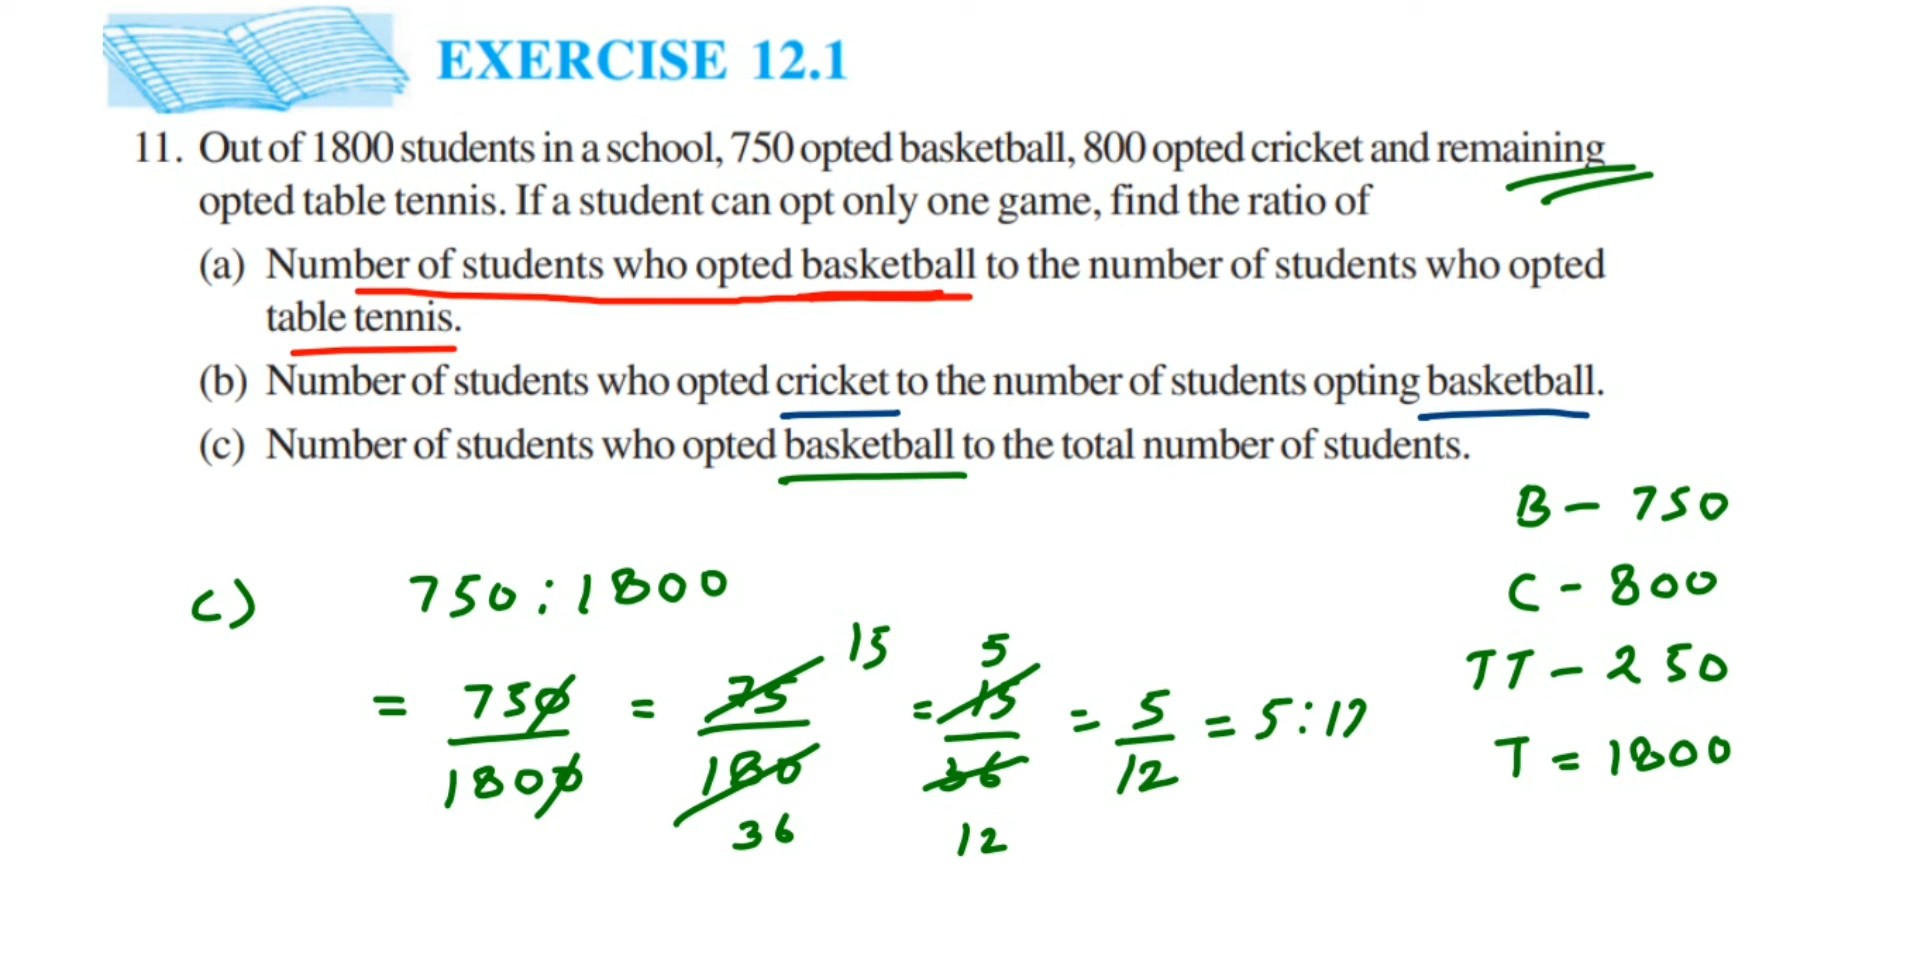 EXERCISE 12.1
11. Out of 1800 students in a school, 750 opted basketball, 800 opted cricket and remaining
opted table tennis. If a student can opt only one game, find the ratio of
(a) Number of students who opted basketball to the number of students who opted
table tennis.
(b) Number of students who opted cricket to the number of students opting basketball.
(c) Number of students who opted basketball to the total number of students.
B - 750
C - 800
TT - 250
T = 1800
c) 750 : 1800
15 5
= 750/1800 = 75/180 = 15/36 = 5/12 = 5:12
36 12